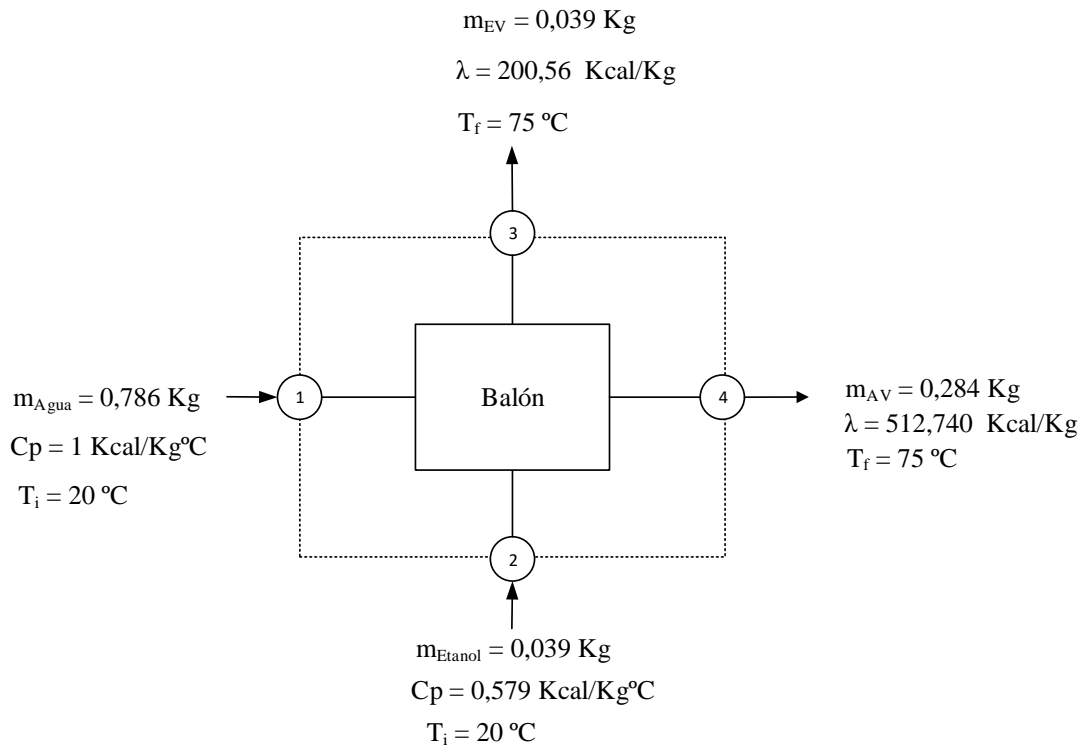 m_EV = 0,039 Kg
λ = 200,56 Kcal/Kg
T_f = 75 ºC
3
m_Agua = 0,786 Kg
Cp = 1 Kcal/KgºC
T_i = 20 ºC
1
Balón
4
m_AV = 0,284 Kg
λ = 512,740 Kcal/Kg
T_f = 75 ºC
2
m_Etanol = 0,039 Kg
Cp = 0,579 Kcal/KgºC
T_i = 20 ºC